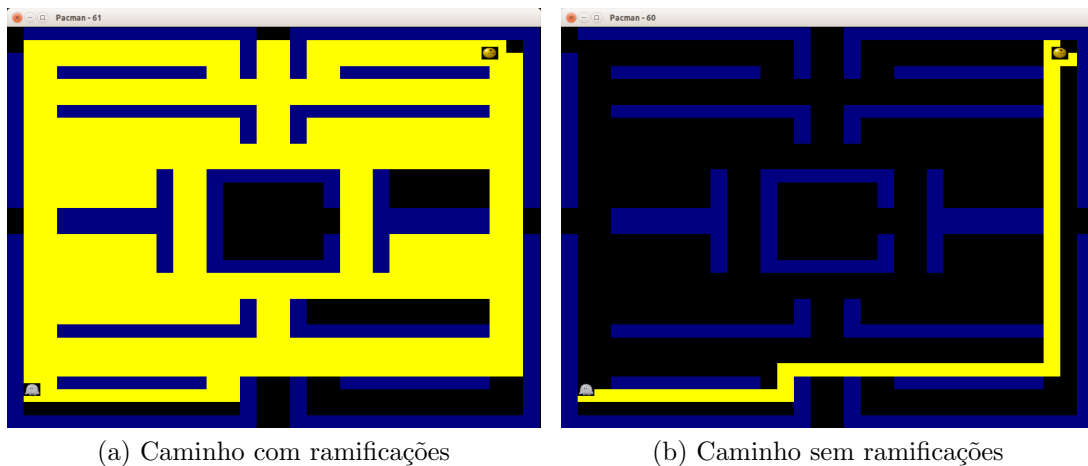 Pacman - 61
Pacman - 60
(a) Caminho com ramificações
(b) Caminho sem ramificações